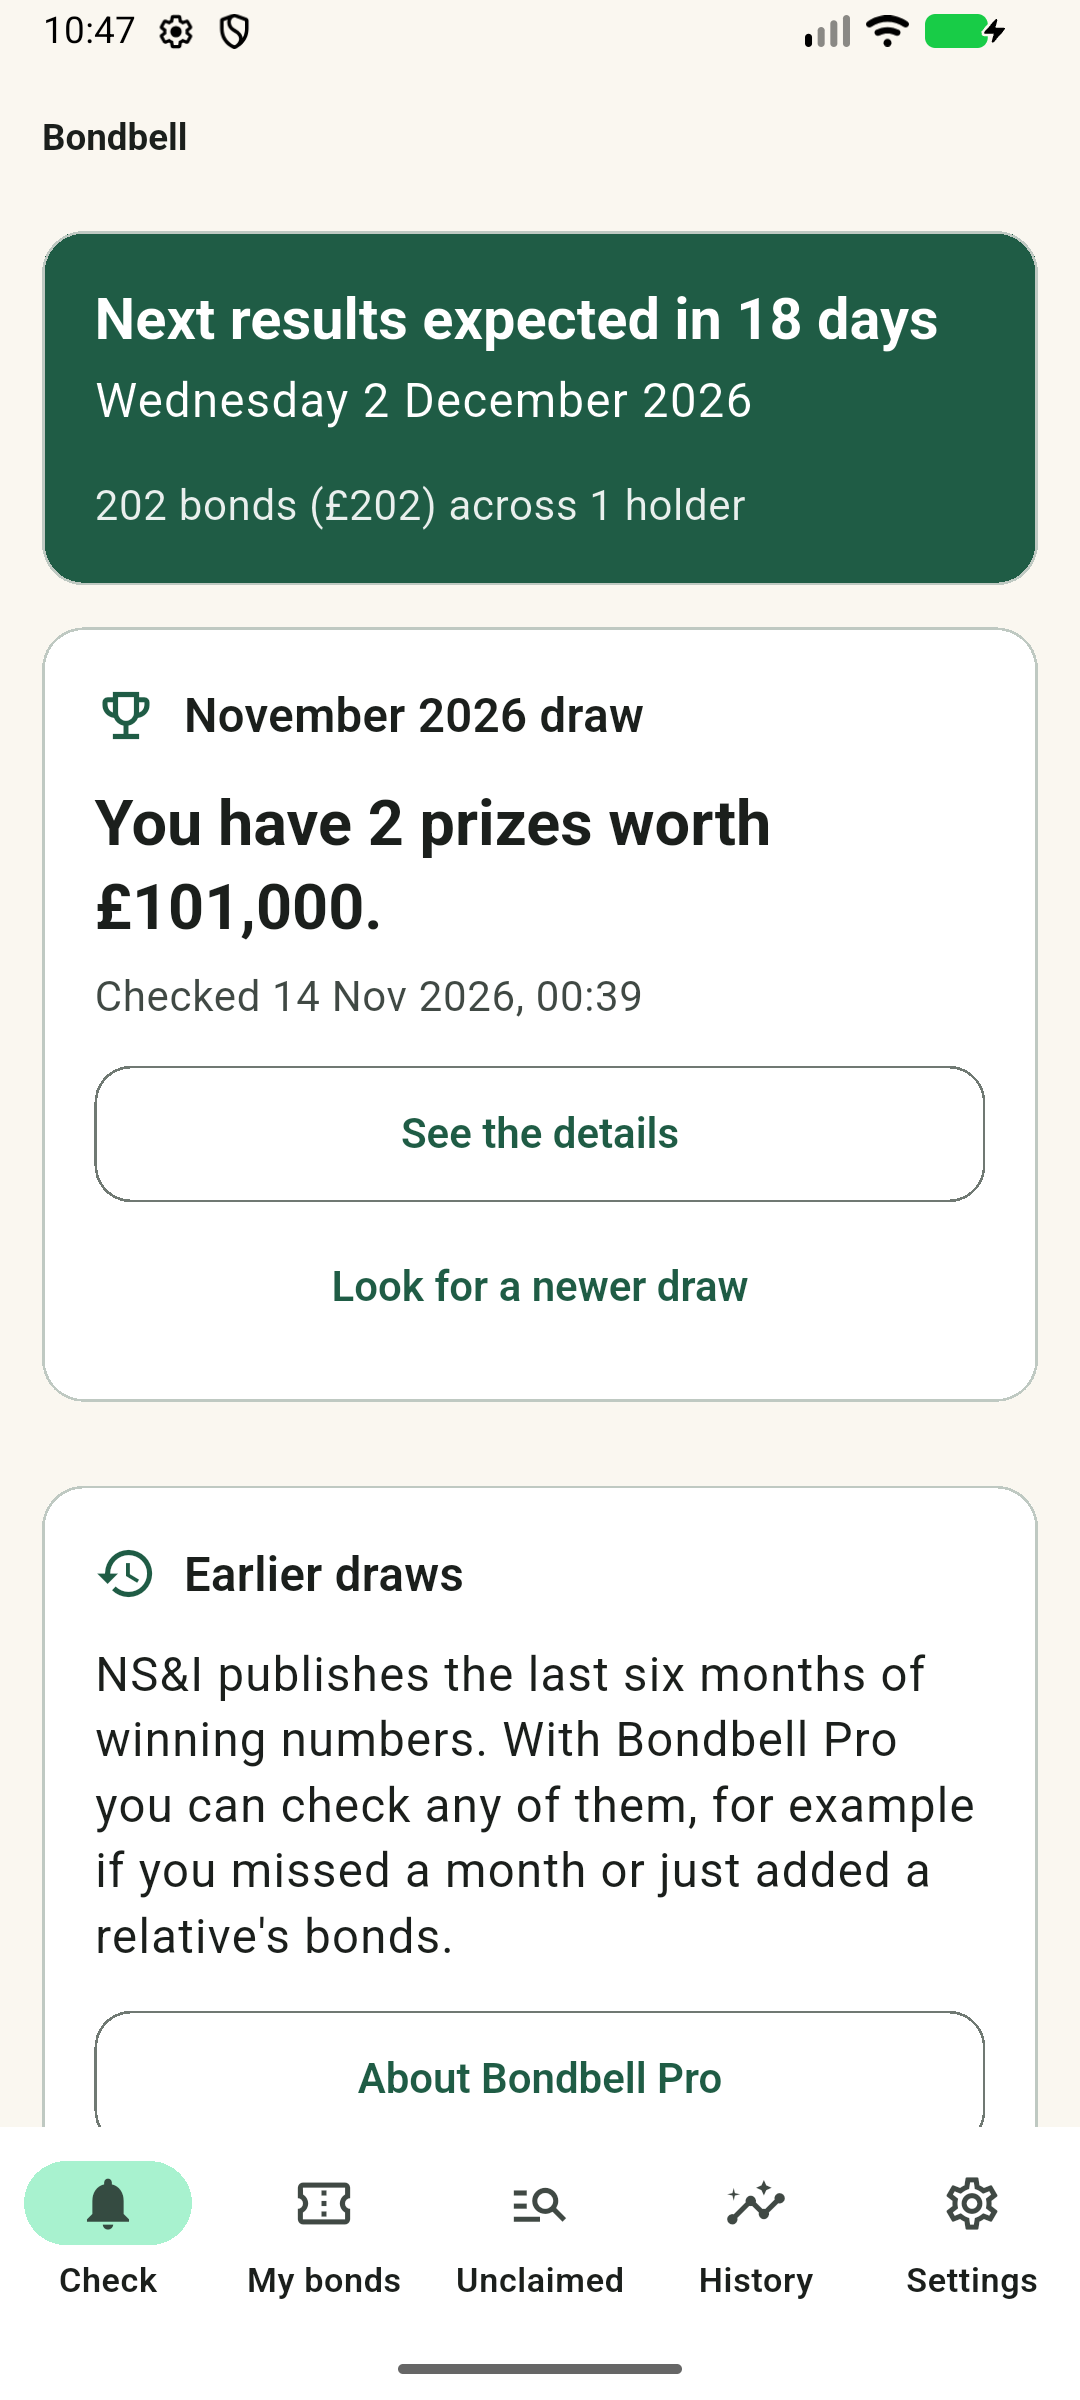 10:47
Bondbell
Next results expected in 18 days
Wednesday 2 December 2026
202 bonds (£202) across 1 holder
November 2026 draw
You have 2 prizes worth
£101,000.
Checked 14 Nov 2026, 00:39
See the details
Look for a newer draw
Earlier draws
NS&I publishes the last six months of
winning numbers. With Bondbell Pro
you can check any of them, for example
if you missed a month or just added a
relative's bonds.
About Bondbell Pro
Check
My bonds
Unclaimed
History
Settings